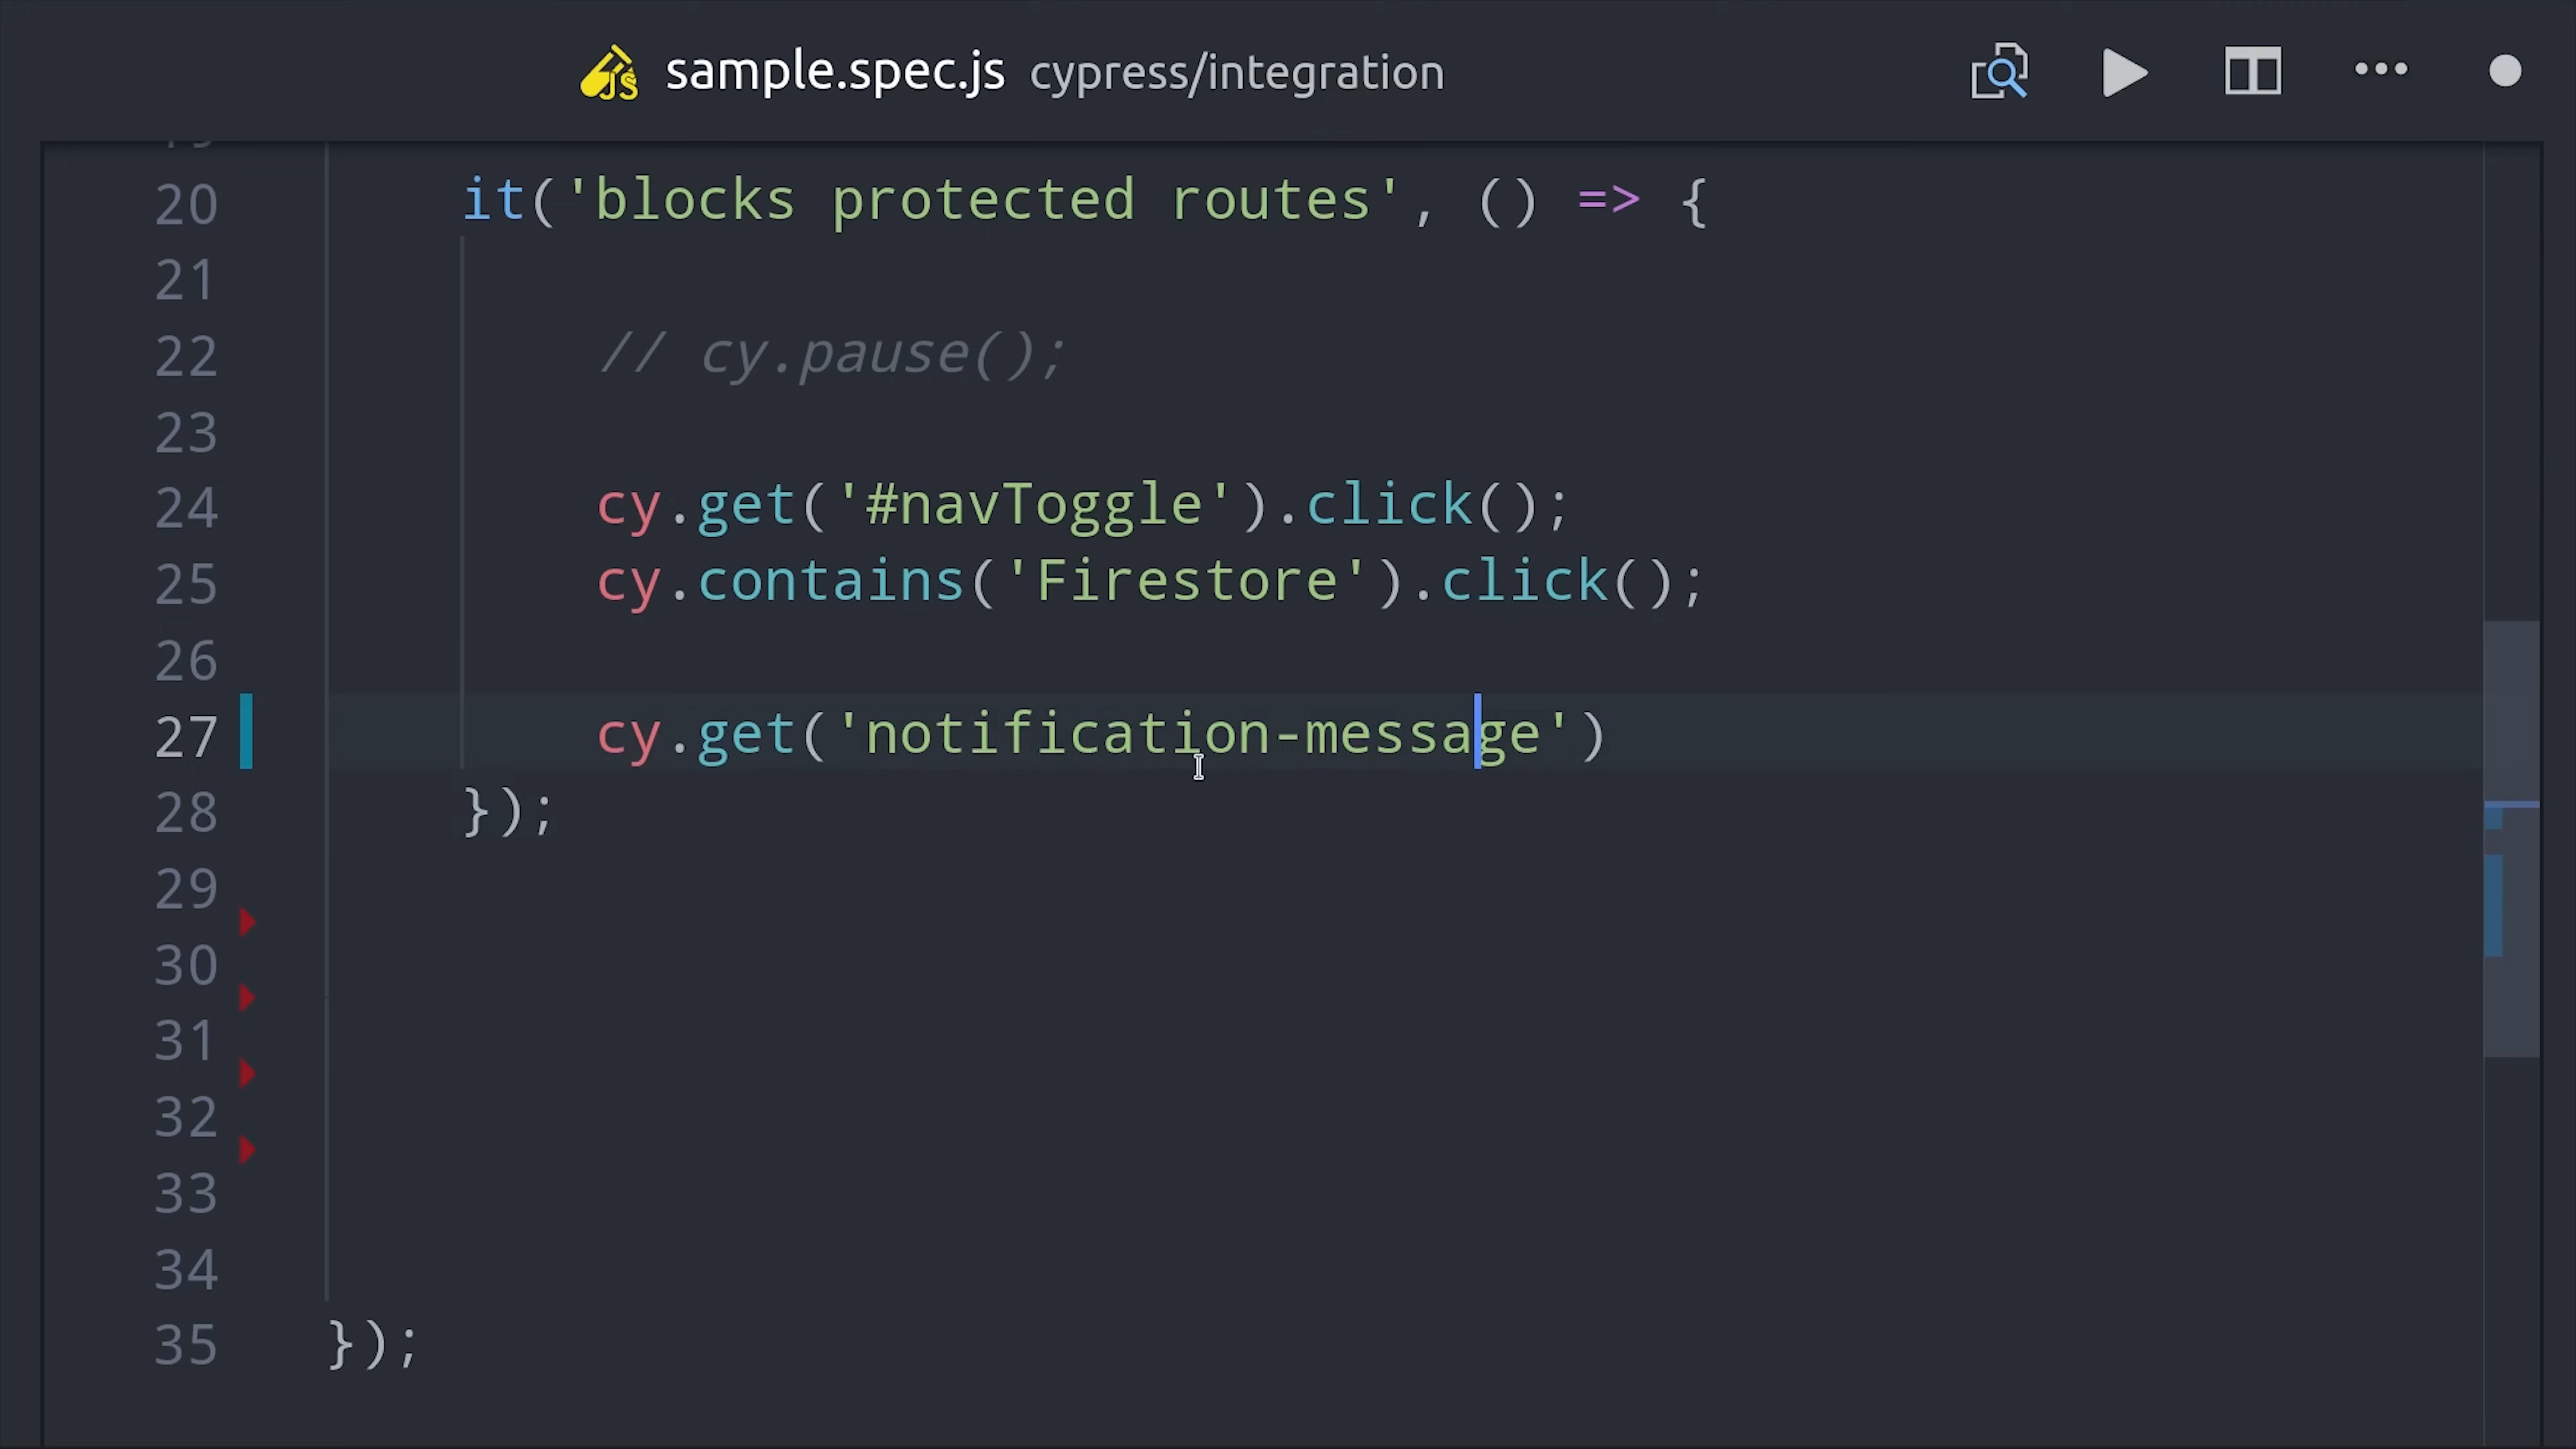 sample.spec.js cypress/integration
20 it('blocks protected routes', () => {
21
22 // cy.pause();
23
24 cy.get('#navToggle').click();
25 cy.contains('Firestore').click();
26
27 cy.get('notification-message')
28 });
29
30
31
32
33
34
35 });